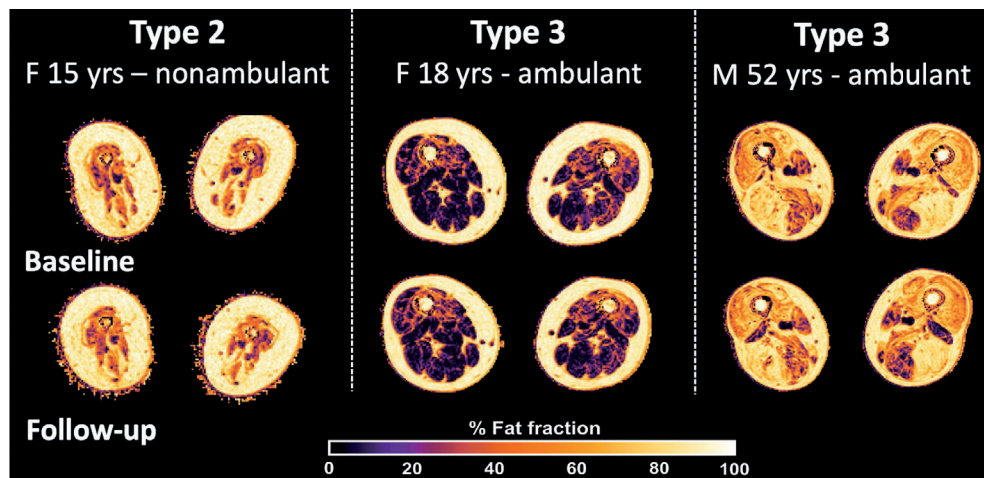 Type 2
F 15 yrs – nonambulant
Type 3
F 18 yrs - ambulant
Type 3
M 52 yrs - ambulant
Baseline
Follow-up
% Fat fraction
0 20 40 60 80 100